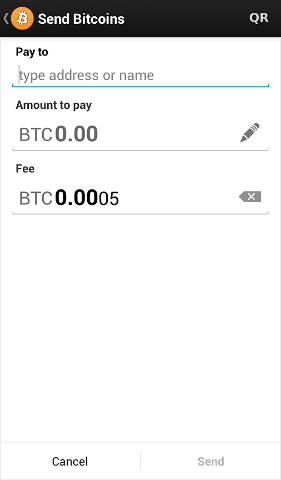 Send Bitcoins
QR
Pay to
type address or name
Amount to pay
BTC 0.00
Fee
BTC 0.0005
Cancel
Send